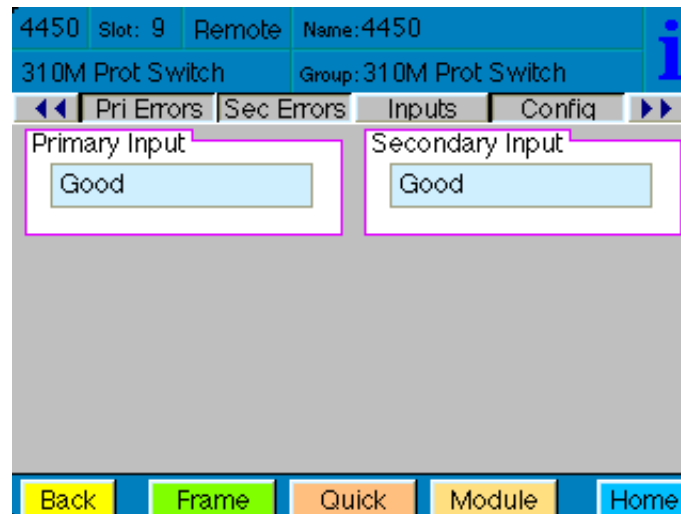 4450 Slot: 9 Remote Name:4450
310M Prot Switch Group:310M Prot Switch
i
Pri Errors Sec Errors Inputs Config
Primary Input Secondary Input
Good Good
Back Frame Quick Module Home